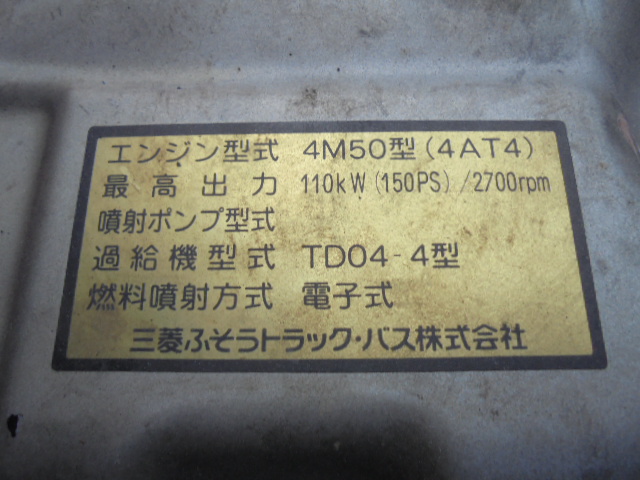 エンジン型式 4M50型(4AT4)
最高出力 110kW(150PS)/2700rpm
噴射ポンプ型式
過給機型式 TD04-4型
燃料噴射方式 電子式
三菱ふそうトラック・バス株式会社